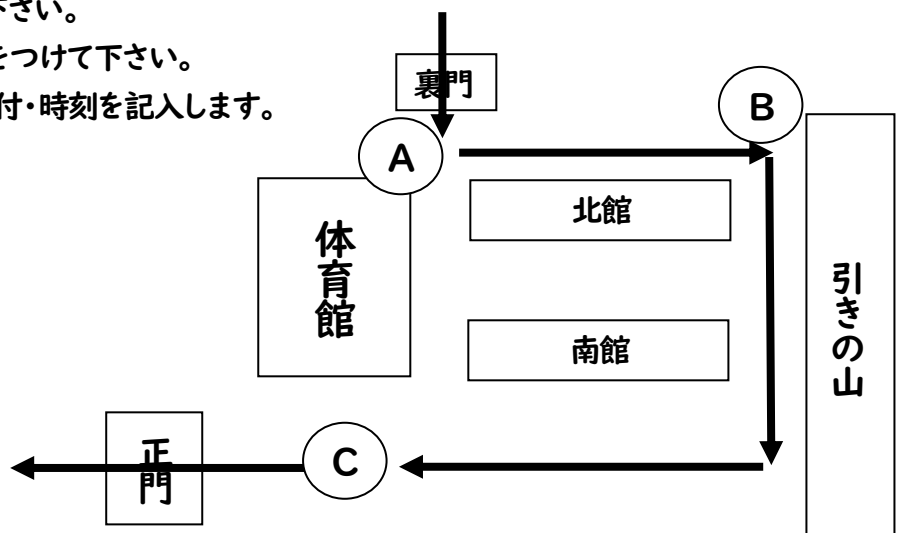 下さい。
をつけて下さい。
付・時刻を記入します。
裏門
B
A
北館
体育館
引きの山
南館
正門
C